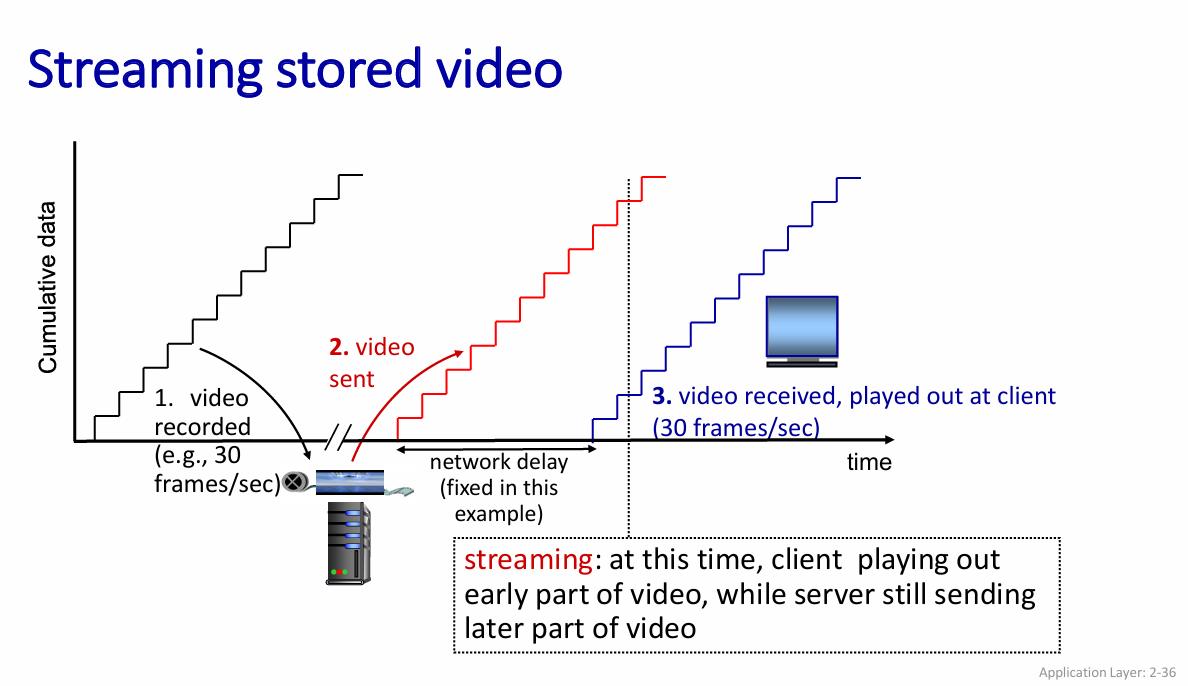 Streaming stored video
Cumulative data
1. video
recorded
(e.g., 30
frames/sec)
2. video
sent
network delay
(fixed in this
example)
3. video received, played out at client
(30 frames/sec)
time
streaming: at this time, client playing out
early part of video, while server still sending
later part of video
Application Layer: 2-36